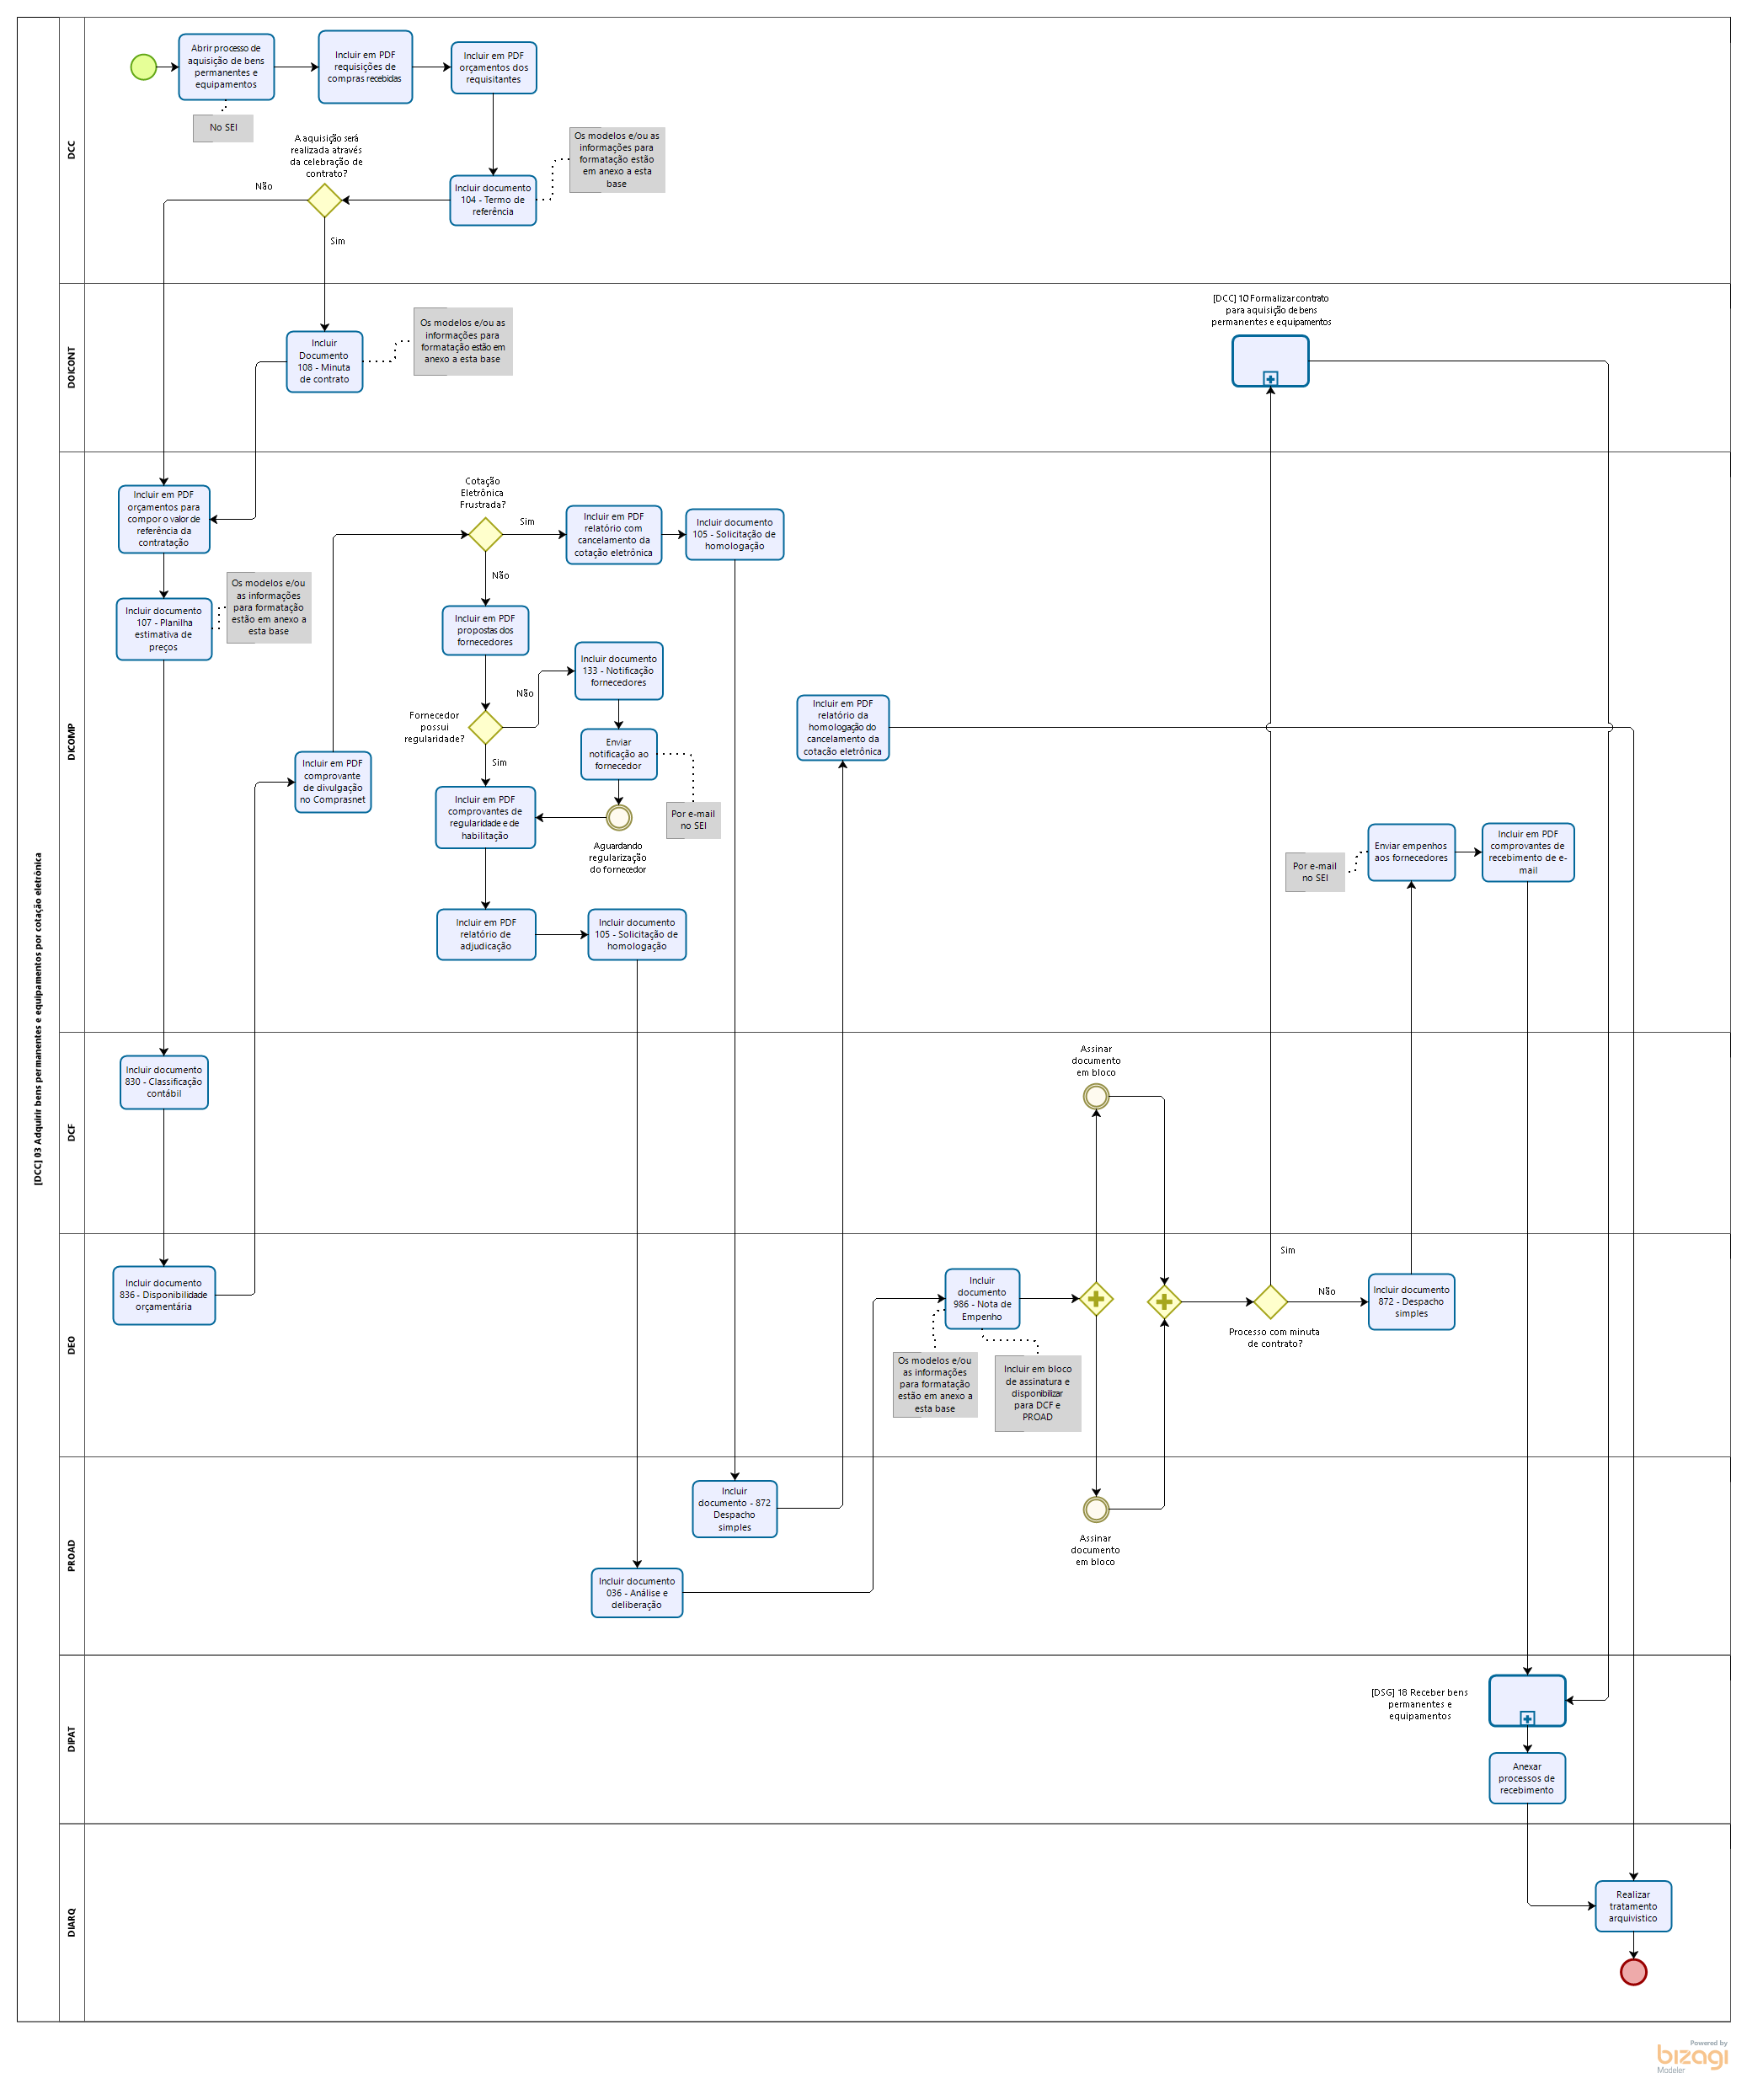 [DCC] 03 Adquirir bens permanentes e equipamentos por cotação eletrônica
DCC
Abrir processo de
aquisição de bens
permanentes e
equipamentos
Incluir em PDF
requisições de
compras recebidas
Incluir em PDF
orçamentos dos
requisitantes
No SEI
A aquisição será
realizada através
da celebração de
contrato?
Os modelos e/ou as
informações para
formatação estão
em anexo a esta
base
Não
Incluir documento
104 - Termo de
referência
Sim
DOICONT
Incluir
Documento
108 - Minuta
de contrato
Os modelos e/ou as
informações para
formatação estão em
anexo a esta base
[DCC] 10 Formalizar contrato
para aquisição de bens
permanentes e equipamentos
DICOMP
Incluir em PDF
orçamentos para
compor o valor de
referência da
contratação
Cotação
Eletrônica
Frustrada?
Sim
Incluir em PDF
relatório com
cancelamento da
cotação eletrônica
Incluir documento
105 - Solicitação de
homologação
Não
Incluir documento
107 - Planilha
estimativa de
preços
Os modelos e/ou
as informações
para formatação
estão em anexo a
esta base
Incluir em PDF
propostas dos
fornecedores
Incluir documento
133 - Notificação
fornecedores
Não
Fornecedor
possui
regularidade?
Sim
Enviar
notificação ao
fornecedor
Incluir em PDF
relatório da
homologação do
cancelamento da
cotação eletrônica
Incluir em PDF
comprovante
de divulgação
no Comprasnet
Incluir em PDF
comprovantes de
regularidade e de
habilitação
Por e-mail
no SEI
Aguardando
regularização
do fornecedor
Por e-mail
no SEI
Enviar empenhos
aos fornecedores
Incluir em PDF
comprovantes de
recebimento de e-
mail
Incluir em PDF
relatório de
adjudicação
Incluir documento
105 - Solicitação de
homologação
DCF
Incluir documento
830 - Classificação
contábil
Assinar
documento
em bloco
DEO
Incluir documento
836 - Disponibilidade
orçamentária
Incluir
documento
986 - Nota de
Empenho
Sim
Não
Processo com minuta
de contrato?
Incluir documento
872 - Despacho
simples
Os modelos e/ou
as informações
para formatação
estão em anexo a
esta base
Incluir em bloco
de assinatura e
disponibilizar
para DCF e
PROAD
PROAD
Incluir
documento - 872
Despacho
simples
Assinar
documento
em bloco
Incluir documento
036 - Análise e
deliberação
DIPAT
[DSG] 18 Receber bens
permanentes e
equipamentos
Anexar
processos de
recebimento
DIARQ
Realizar
tratamento
arquivistico
Powered by
bizagi
Modeler